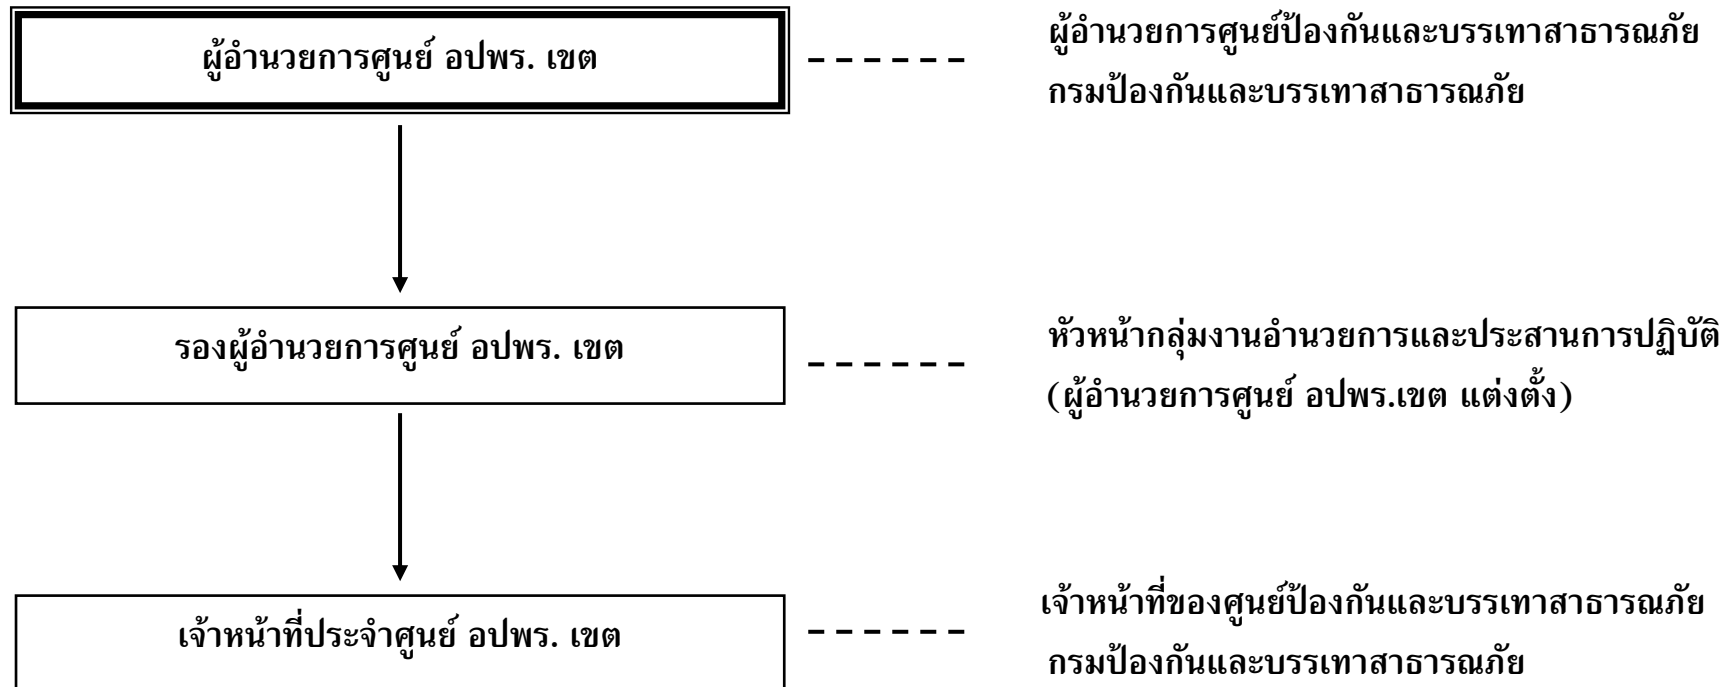 ผู้อำนวยการศูนย์ อปพร. เขต
ผู้อำนวยการศูนย์ป้องกันและบรรเทาสาธารณภัย
กรมป้องกันและบรรเทาสาธารณภัย
รองผู้อำนวยการศูนย์ อปพร. เขต
หัวหน้ากลุ่มงานอำนวยการและประสานการปฏิบัติ
(ผู้อำนวยการศูนย์ อปพร.เขต แต่งตั้ง)
เจ้าหน้าที่ประจำศูนย์ อปพร. เขต
เจ้าหน้าที่ของศูนย์ป้องกันและบรรเทาสาธารณภัย
กรมป้องกันและบรรเทาสาธารณภัย